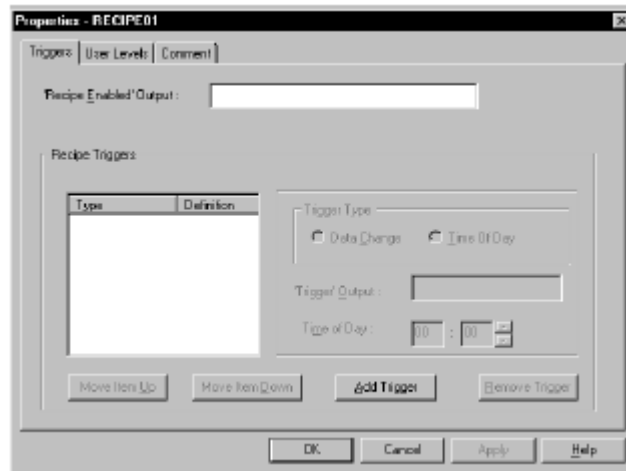 Properties - RECIPE01
Triggers User Levels Comment
'Recipe Enabled' Output :
Recipe Triggers
Type Definition
Trigger Type
Data Change Time Of Day
'Trigger' Output :
Time of Day : 00 : 00
Move Item Up Move Item Down Add Trigger Remove Trigger
OK Cancel Apply Help